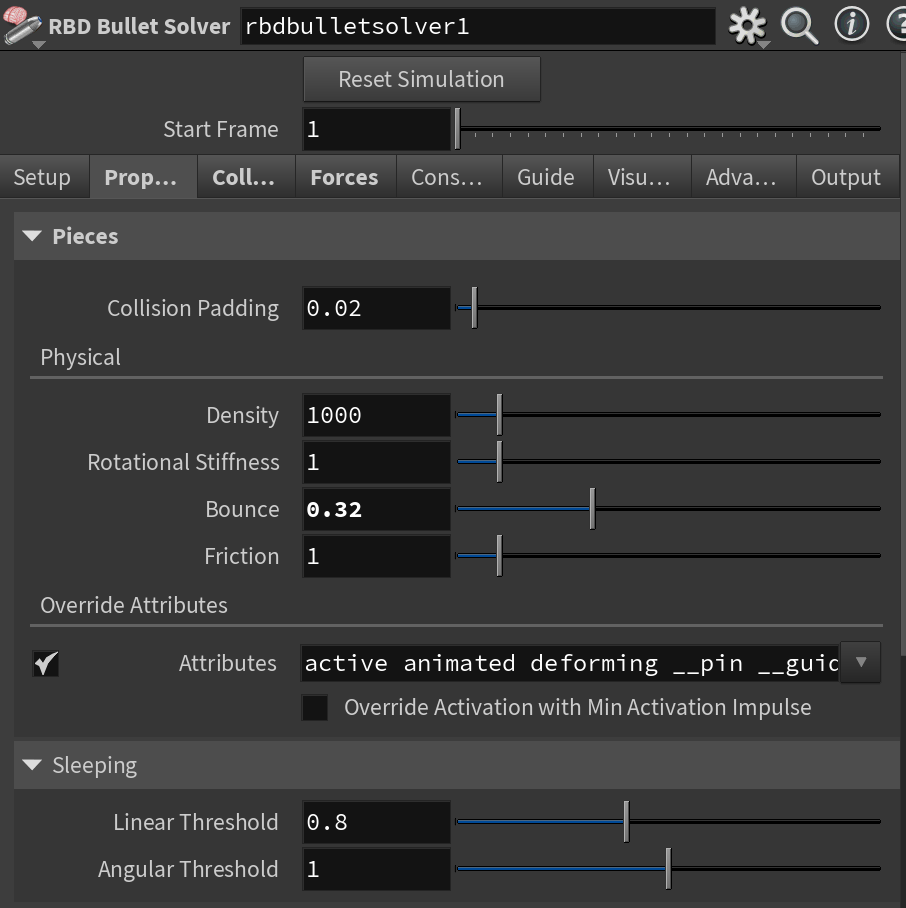 RBD Bullet Solver rbdbulletsolver1
Reset Simulation
Start Frame 1
Setup Prop... Coll... Forces Cons... Guide Visu... Adva... Output
Pieces
Collision Padding 0.02
Physical
Density 1000
Rotational Stiffness 1
Bounce 0.32
Friction 1
Override Attributes
Attributes active animated deforming __pin __guid
Override Activation with Min Activation Impulse
Sleeping
Linear Threshold 0.8
Angular Threshold 1